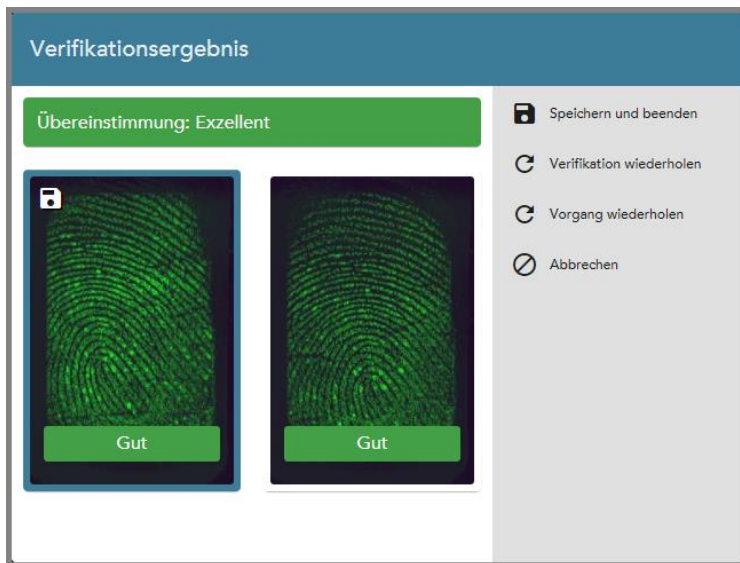 Verifikationsergebnis
Übereinstimmung: Exzellent
Gut
Gut
Speichern und beenden
Verifikation wiederholen
Vorgang wiederholen
Abbrechen